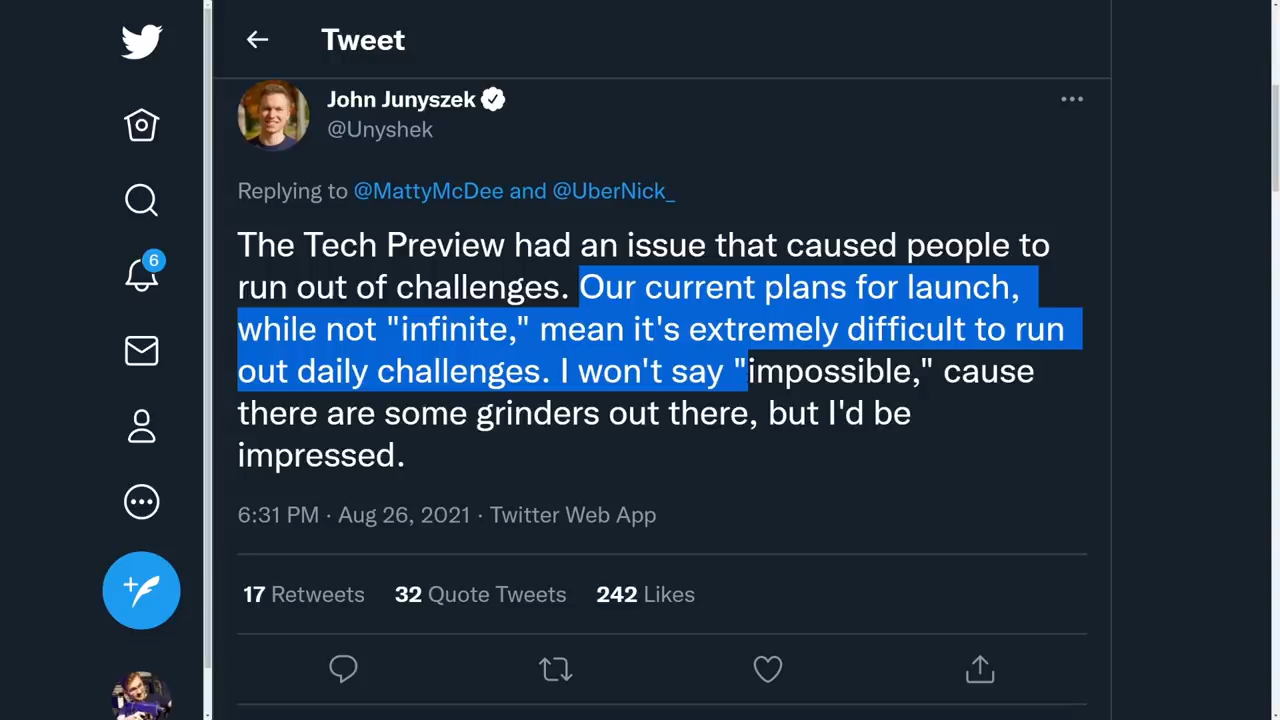 Tweet
John Junyszek
@Unyshek
Replying to @MattyMcDee and @UberNick_
The Tech Preview had an issue that caused people to
run out of challenges. Our current plans for launch,
while not "infinite," mean it's extremely difficult to run
out daily challenges. I won't say "impossible," cause
there are some grinders out there, but I'd be
impressed.
6:31 PM · Aug 26, 2021 · Twitter Web App
17 Retweets 32 Quote Tweets 242 Likes
6